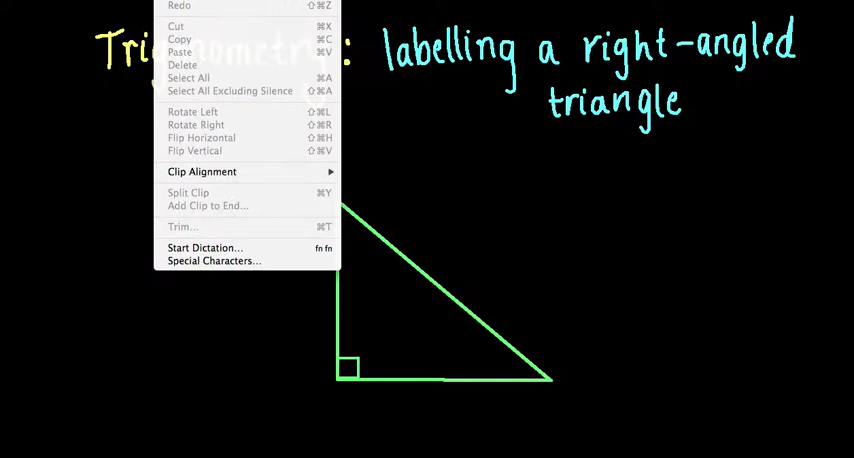 Redo ⇧⌘Z
Cut ⌘X
Copy ⌘C
Paste ⌘V
Delete
Select All ⌘A
Select All Excluding Silence ⇧⌘A
Rotate Left ⇧⌘L
Rotate Right ⇧⌘R
Flip Horizontal ⇧⌘H
Flip Vertical ⇧⌘V
Clip Alignment ▶
Split Clip ⌘Y
Add Clip to End...
Trim... ⌘T
Start Dictation... fn fn
Special Characters...
Trigonometry: labelling a right-angled
triangle